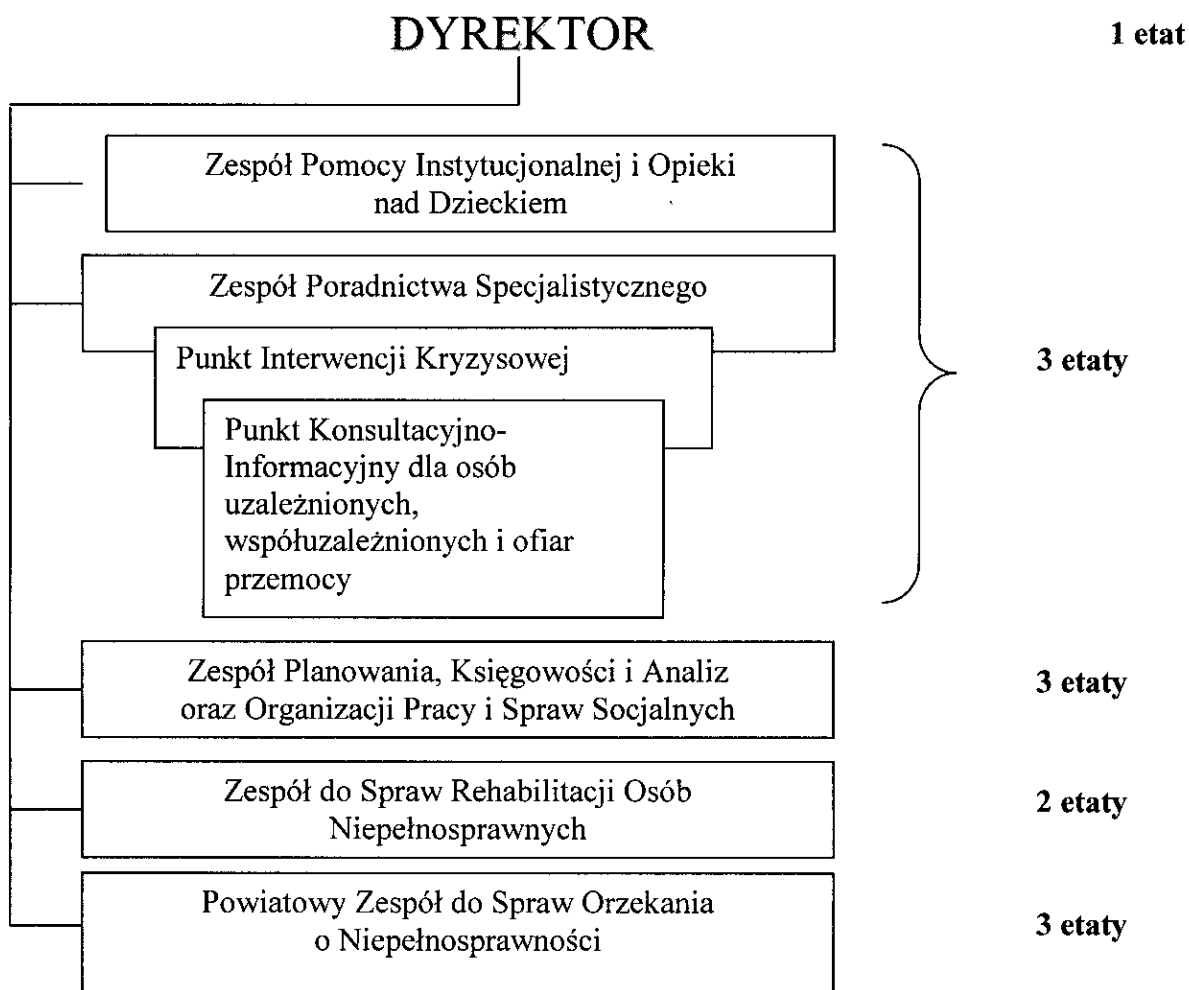 DYREKTOR 1 etat
Zespół Pomocy Instytucjonalnej i Opieki
nad Dzieckiem
Zespół Poradnictwa Specjalistycznego
Punkt Interwencji Kryzysowej
3 etaty
Punkt Konsultacyjno-
Informacyjny dla osób
uzależnionych,
współuzależnionych i ofiar
przemocy
Zespół Planowania, Księgowości i Analiz
oraz Organizacji Pracy i Spraw Socjalnych
3 etaty
Zespół do Spraw Rehabilitacji Osób
Niepełnosprawnych
2 etaty
Powiatowy Zespół do Spraw Orzekania
o Niepełnosprawności
3 etaty